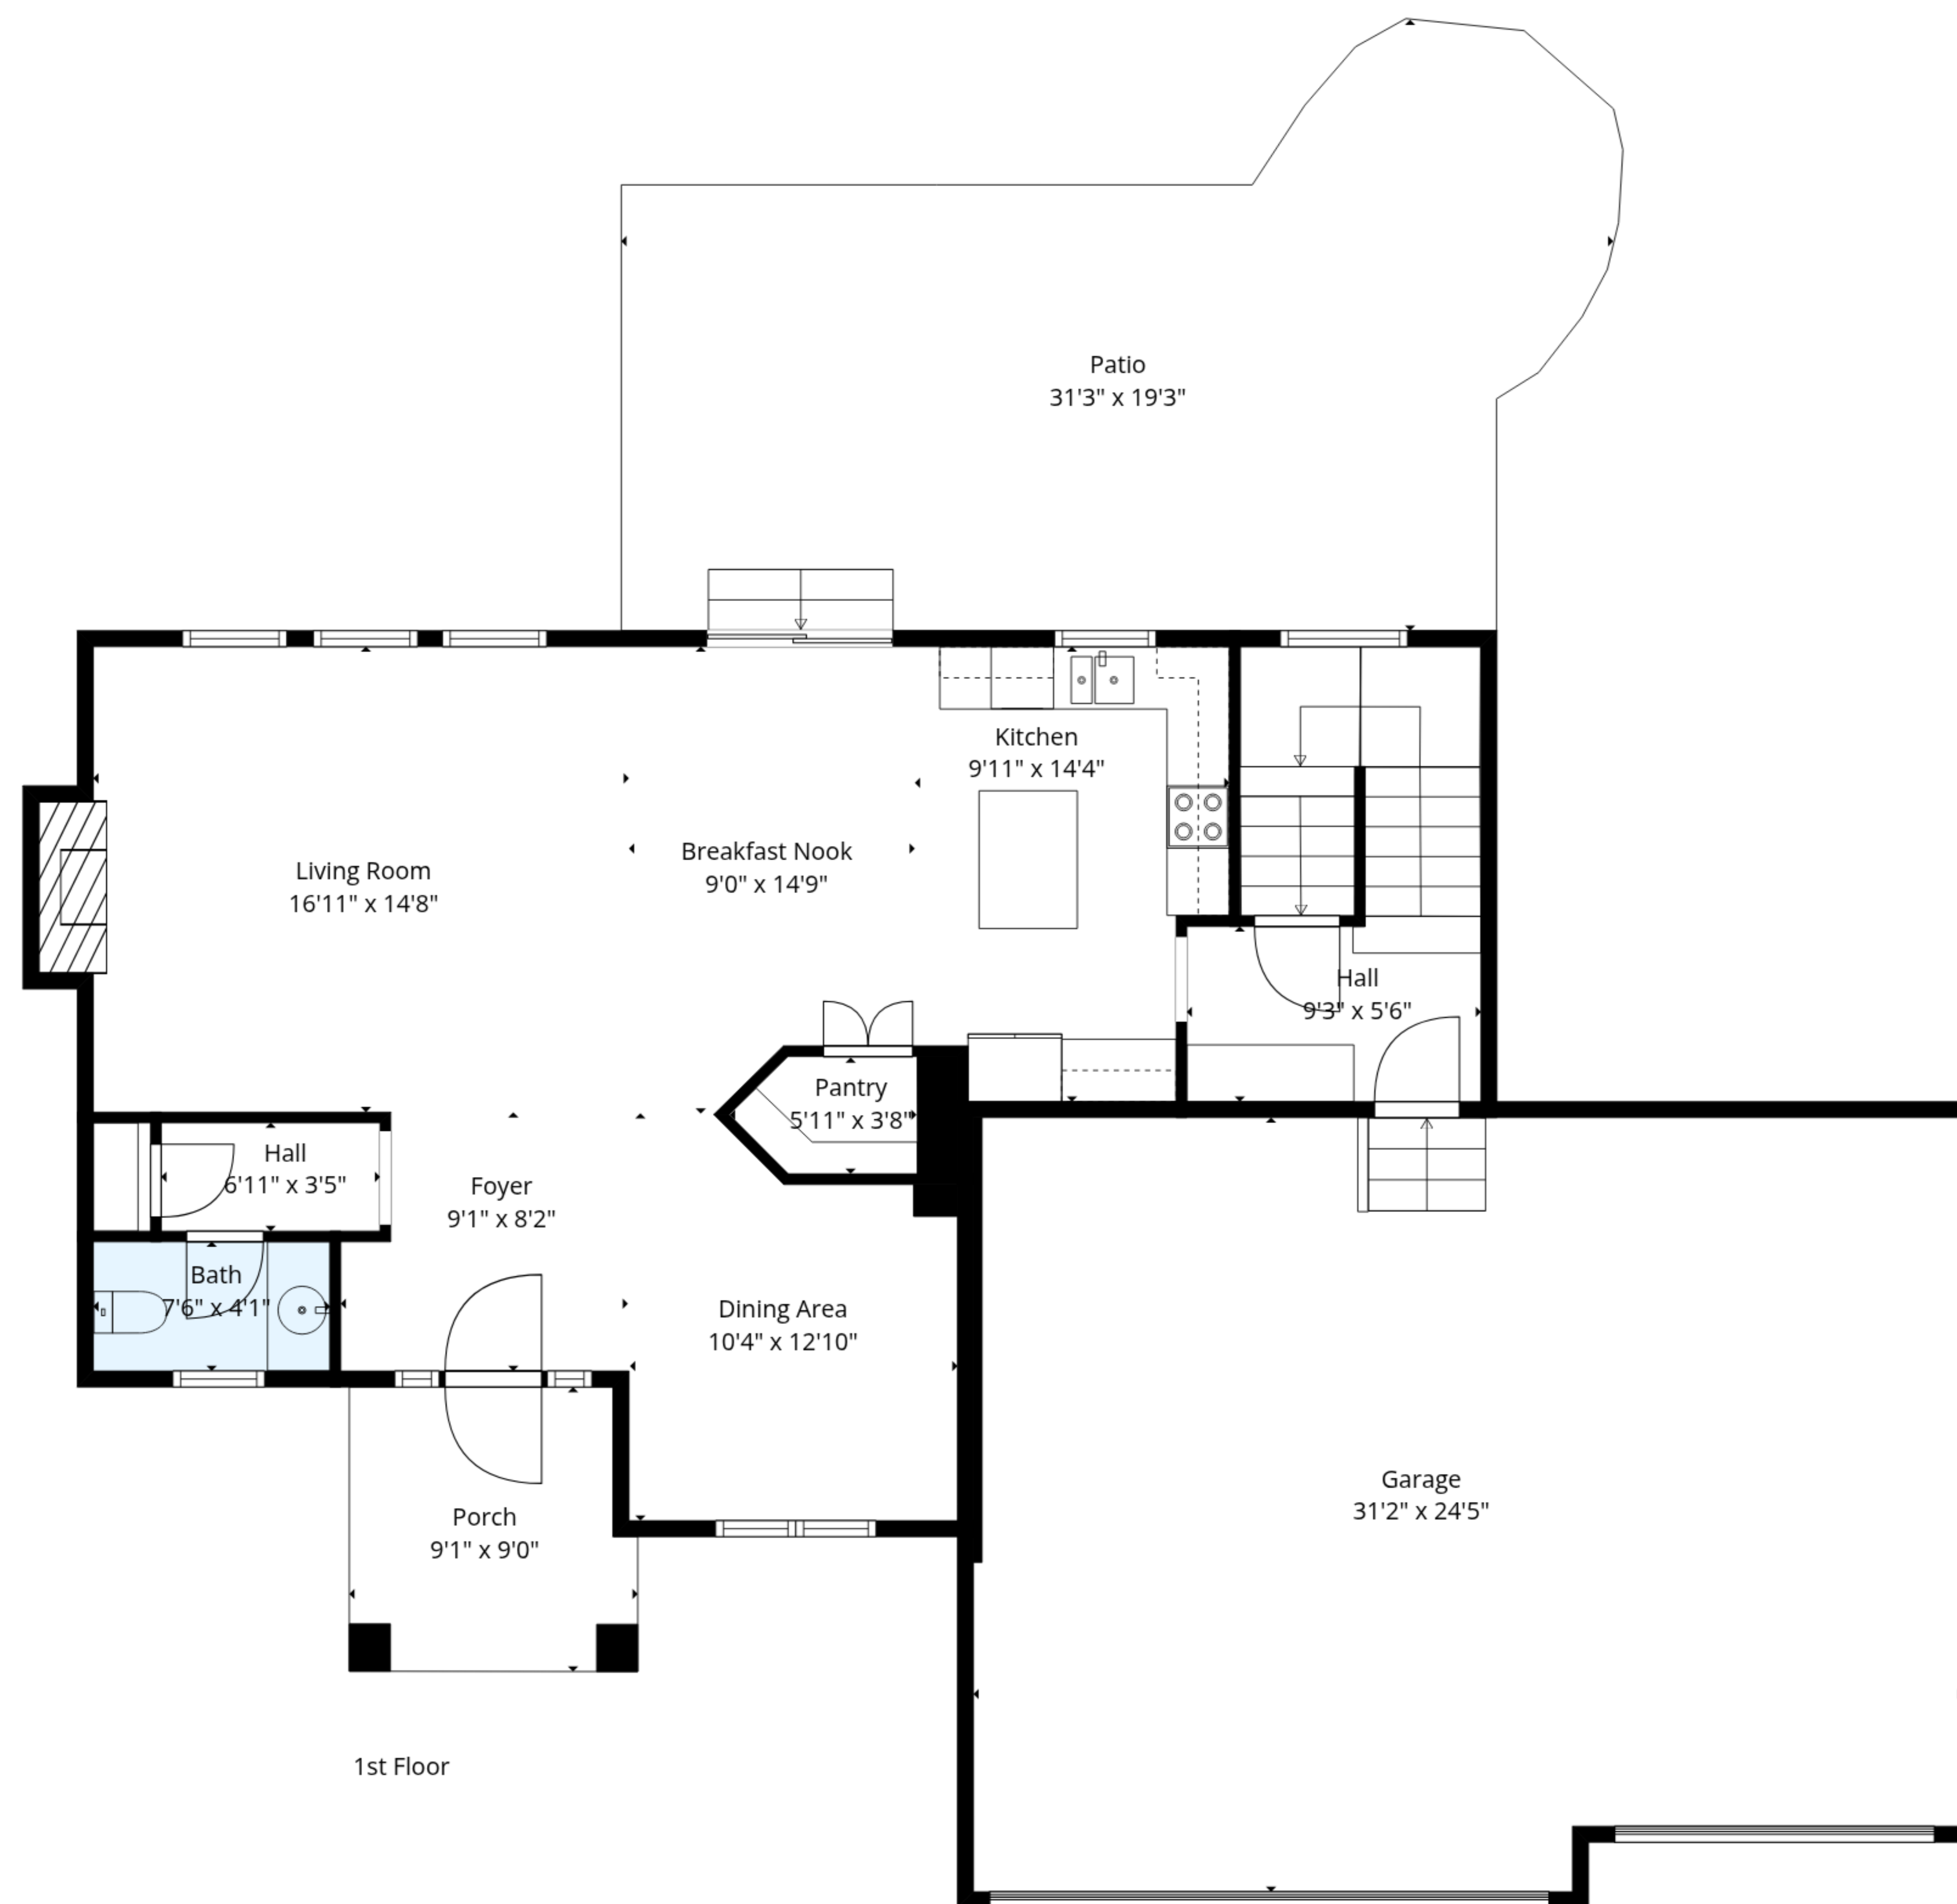 Patio
31'3" x 19'3"
Kitchen
9'11" x 14'4"
Breakfast Nook
9'0" x 14'9"
Living Room
16'11" x 14'8"
Hall
9'3" x 5'6"
Pantry
5'11" x 3'8"
Hall
6'11" x 3'5"
Foyer
9'1" x 8'2"
Bath
7'6" x 4'1"
Dining Area
10'4" x 12'10"
Garage
31'2" x 24'5"
Porch
9'1" x 9'0"
1st Floor